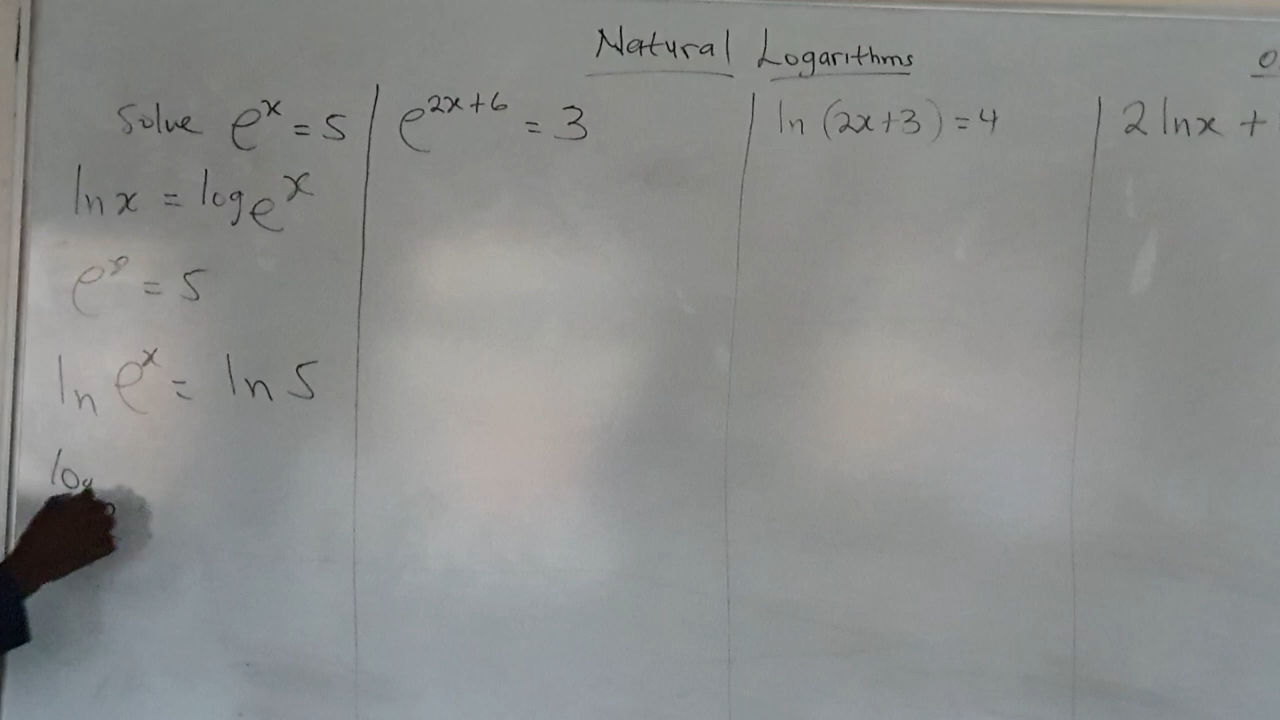 Natural Logarithms
Solve e^x = 5
ln x = log_e x
e^x = 5
ln e^x = ln 5
log
e^{2x+6} = 3
ln (2x+3) = 4
2 ln x +